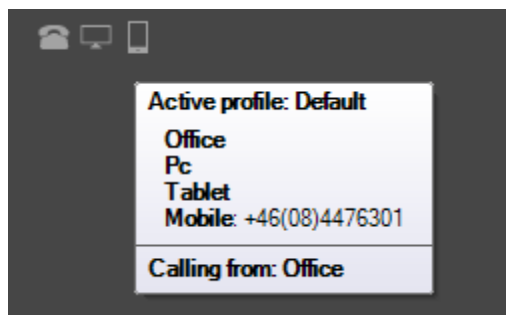 Active profile: Default
Office
Pc
Tablet
Mobile: +46(08)4476301
Calling from: Office